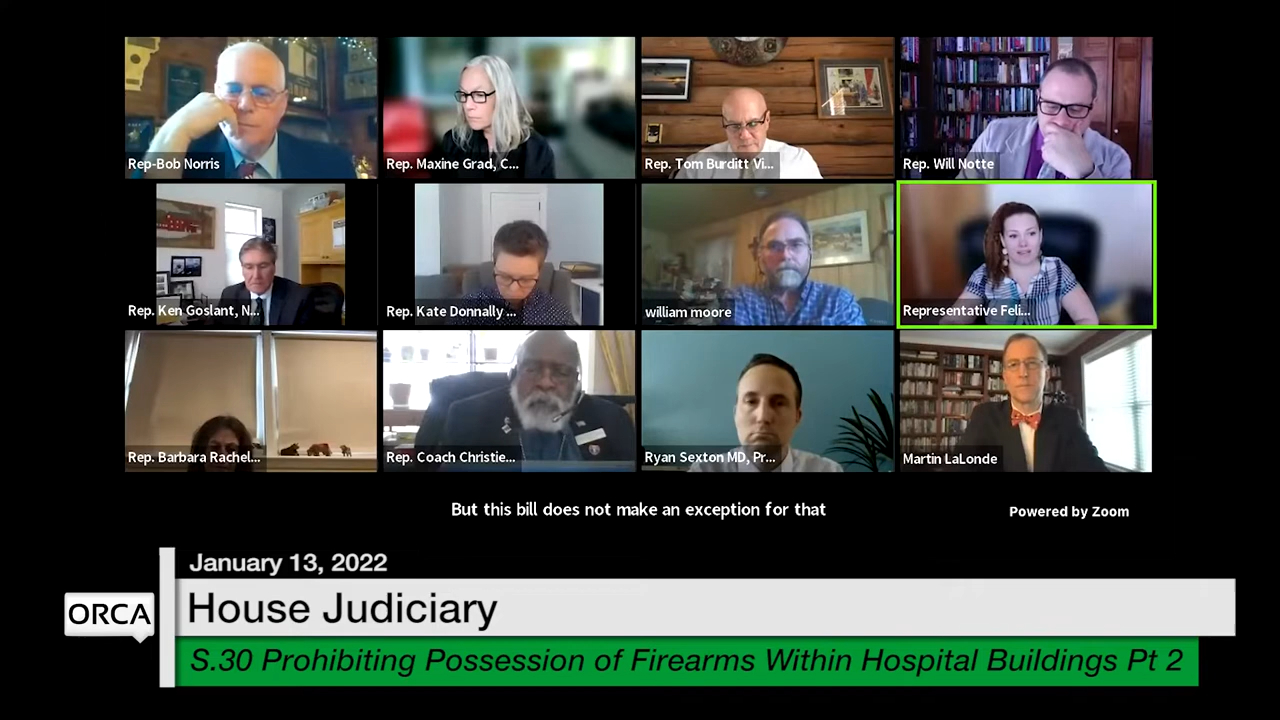 Rep-Bob Norris
Rep. Maxine Grad, C...
Rep. Tom Burditt Vi...
Rep. Will Notte
Rep. Ken Goslant, N...
Rep. Kate Donnally ...
william moore
Representative Feli...
Rep. Barbara Rachel...
Rep. Coach Christie...
Ryan Sexton MD, Pr...
Martin LaLonde
But this bill does not make an exception for that
Powered by Zoom
January 13, 2022
ORCA
House Judiciary
S.30 Prohibiting Possession of Firearms Within Hospital Buildings Pt 2